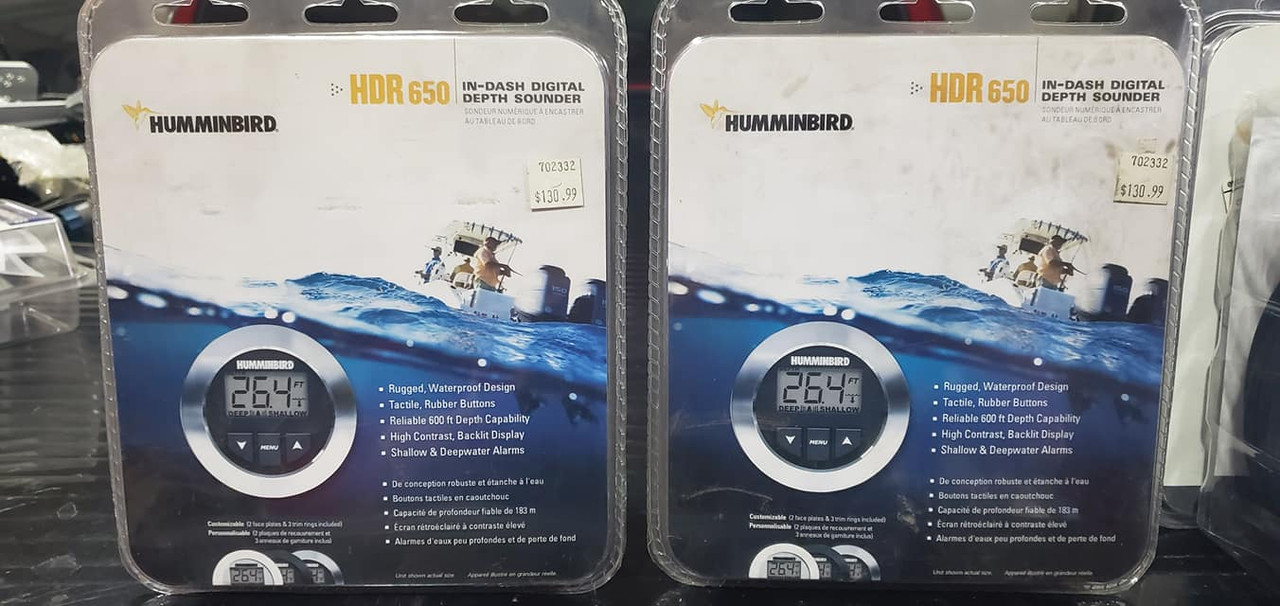 HDR 650
IN-DASH DIGITAL
DEPTH SOUNDER
SONDEUR NUMÉRIQUE À ENCASTRER
AU TABLEAU DE BORD
HUMMINBIRD
702332
$130.99
HUMMINBIRD
26.4 FT
DEEP SHALLOW
MENU
Rugged, Waterproof Design
Tactile, Rubber Buttons
Reliable 600 ft Depth Capability
High Contrast, Backlit Display
Shallow & Deepwater Alarms
De conception robuste et étanche à l'eau
Boutons tactiles en caoutchouc
Capacité de profondeur fiable de 183 m
Écran rétroéclairé à contraste élevé
Alarmes d'eaux peu profondes et de perte de fond
Customizable (2 face plates & 3 trim rings included)
Personnalisable (2 plaques de recouvrement et
3 anneaux de garniture inclus)
26.4
Unit shown actual size. Appareil illustré en grandeur réelle.
HDR 650
IN-DASH DIGITAL
DEPTH SOUNDER
SONDEUR NUMÉRIQUE À ENCASTRER
AU TABLEAU DE BORD
HUMMINBIRD
702332
$130.99
HUMMINBIRD
26.4 FT
DEEP SHALLOW
MENU
Rugged, Waterproof Design
Tactile, Rubber Buttons
Reliable 600 ft Depth Capability
High Contrast, Backlit Display
Shallow & Deepwater Alarms
De conception robuste et étanche à l'eau
Boutons tactiles en caoutchouc
Capacité de profondeur fiable de 183 m
Écran rétroéclairé à contraste élevé
Alarmes d'eaux peu profondes et de perte de fond
Customizable (2 face plates & 3 trim rings included)
Personnalisable (2 plaques de recouvrement et
3 anneaux de garniture inclus)
26.4
Unit shown actual size. Appareil illustré en grandeur réelle.